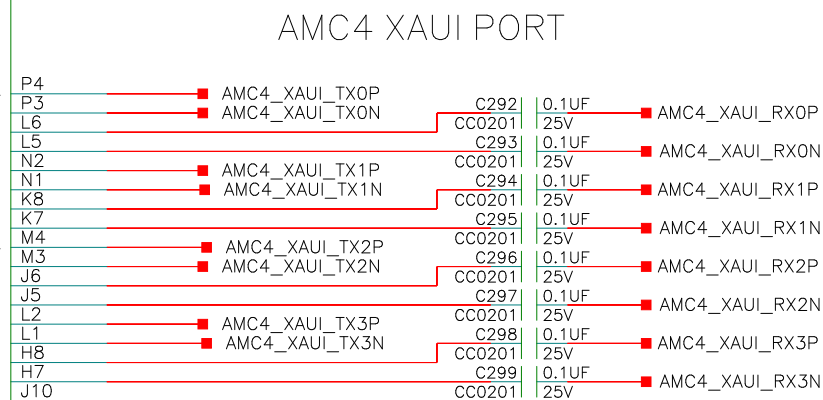 AMC4 XAUI PORT
P4
AMC4_XAUI_TX0P
P3
AMC4_XAUI_TX0N
C292 0.1UF
AMC4_XAUI_RX0P
L6
CC0201 25V
L5
C293 0.1UF
AMC4_XAUI_RX0N
N2
CC0201 25V
AMC4_XAUI_TX1P
N1
AMC4_XAUI_TX1N
C294 0.1UF
AMC4_XAUI_RX1P
K8
CC0201 25V
K7
C295 0.1UF
AMC4_XAUI_RX1N
M4
CC0201 25V
AMC4_XAUI_TX2P
M3
AMC4_XAUI_TX2N
C296 0.1UF
AMC4_XAUI_RX2P
J6
CC0201 25V
J5
C297 0.1UF
AMC4_XAUI_RX2N
L2
CC0201 25V
AMC4_XAUI_TX3P
L1
AMC4_XAUI_TX3N
C298 0.1UF
AMC4_XAUI_RX3P
H8
CC0201 25V
H7
C299 0.1UF
AMC4_XAUI_RX3N
J10
CC0201 25V